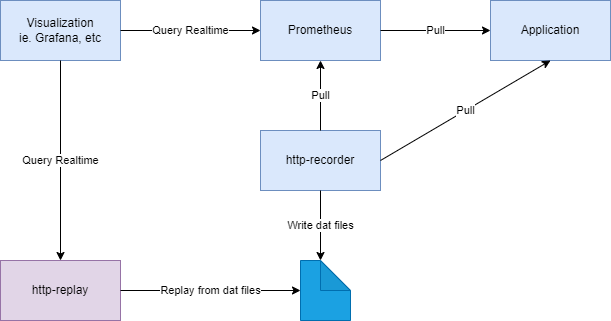 Visualization
ie. Grafana, etc
Query Realtime
Prometheus
Pull
Application
Pull
Pull
Query Realtime
http-recorder
Write dat files
http-replay
Replay from dat files